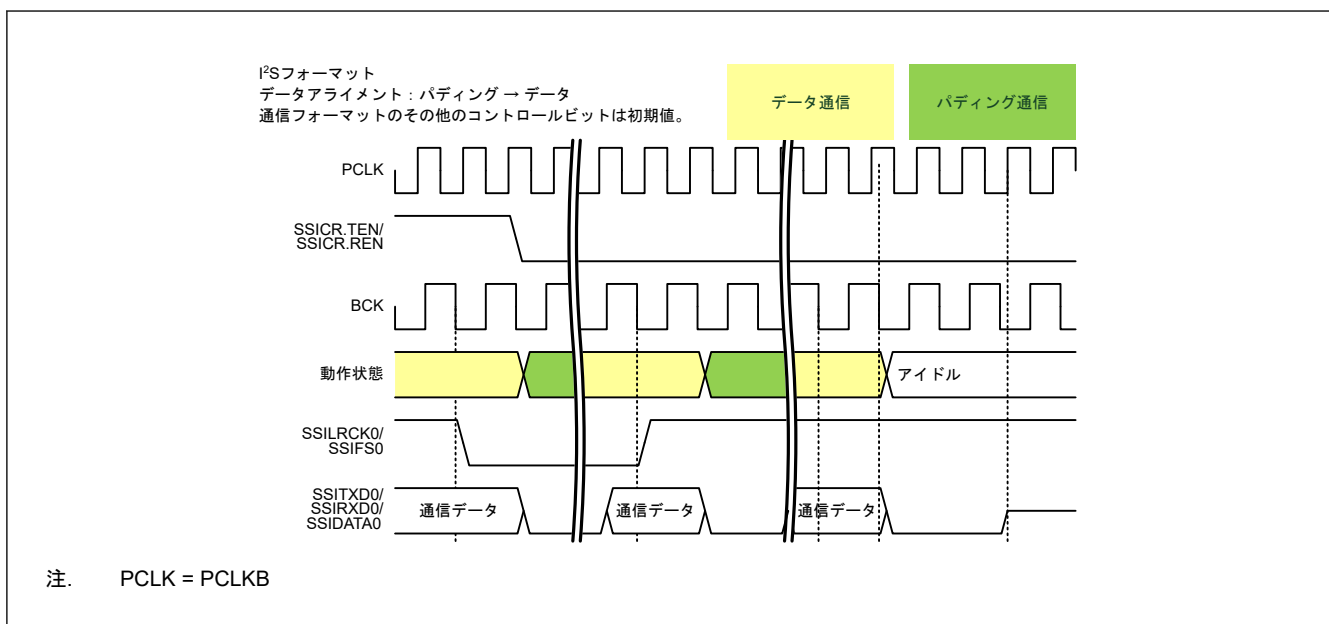 I²Sフォーマット
データアライメント：パディング → データ
通信フォーマットのその他のコントロールビットは初期値。
データ通信
パディング通信
PCLK
SSICR.TEN/
SSICR.REN
BCK
動作状態
アイドル
SSILRCK0/
SSIFS0
SSITXD0/
SSIRXD0/
SSIDATA0
通信データ
通信データ
通信データ
注. PCLK = PCLKB